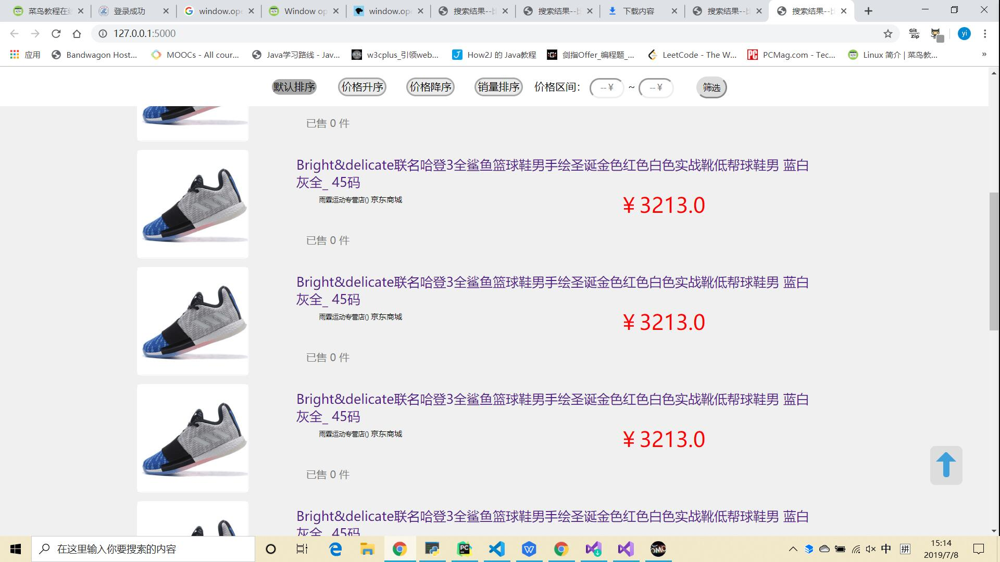 菜鸟教程在线
登录成功
window.ope
Window op
window.ope
搜索结果--比
搜索结果--比
下载内容
搜索结果--比
搜索结果--比
127.0.0.1:5000
Git Zip
yi
应用
Bandwagon Host...
MOOCs - All cour...
Java学习路线 - Jav...
w3cplus_引领web...
How2J 的 Java教程
剑指Offer_编程题_...
LeetCode - The W...
PCMag.com - Tec...
Linux 简介 | 菜鸟教...
默认排序
价格升序
价格降序
销量排序
价格区间：
--￥ ~ --￥
筛选
已售 0 件
Bright&delicate联名哈登3全鲨鱼篮球鞋男手绘圣诞金色红色白色实战靴低帮球鞋男 蓝白
灰全_ 45码
雨霖运动专营店() 京东商城
￥3213.0
已售 0 件
Bright&delicate联名哈登3全鲨鱼篮球鞋男手绘圣诞金色红色白色实战靴低帮球鞋男 蓝白
灰全_ 45码
雨霖运动专营店() 京东商城
￥3213.0
已售 0 件
Bright&delicate联名哈登3全鲨鱼篮球鞋男手绘圣诞金色红色白色实战靴低帮球鞋男 蓝白
灰全_ 45码
雨霖运动专营店() 京东商城
￥3213.0
已售 0 件
Bright&delicate联名哈登3全鲨鱼篮球鞋男手绘圣诞金色红色白色实战靴低帮球鞋男 蓝白
灰全_ 45码
在这里输入你要搜索的内容
中
拼
15:14
2019/7/8